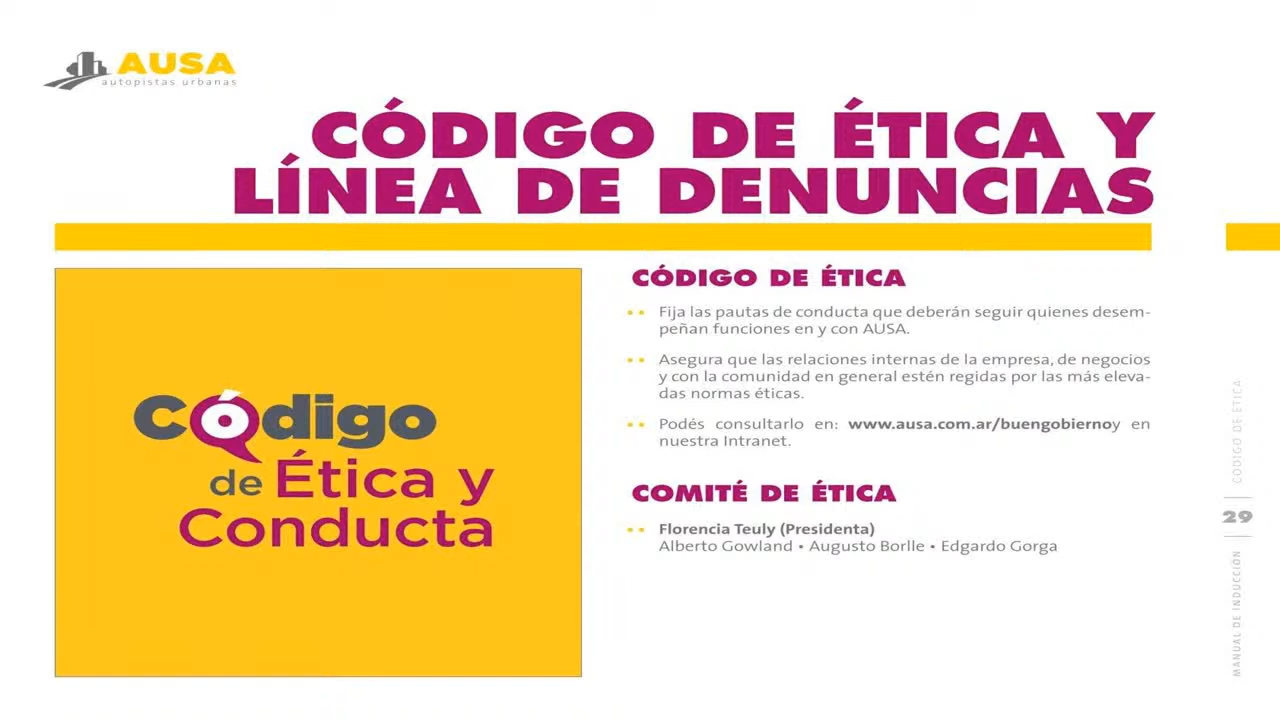 AUSA
autopistas urbanas
CÓDIGO DE ÉTICA Y
LÍNEA DE DENUNCIAS
Código
de Ética y
Conducta
CÓDIGO DE ÉTICA
Fija las pautas de conducta que deberán seguir quienes desem-
peñan funciones en y con AUSA.
Asegura que las relaciones internas de la empresa, de negocios
y con la comunidad en general estén regidas por las más eleva-
das normas éticas.
Podés consultarlo en: www.ausa.com.ar/buengobiernoy en
nuestra Intranet.
COMITÉ DE ÉTICA
Florencia Teuly (Presidenta)
Alberto Gowland • Augusto Borlle • Edgardo Gorga
CÓDIGO DE ÉTICA
29
MANUAL DE INDUCCIÓN